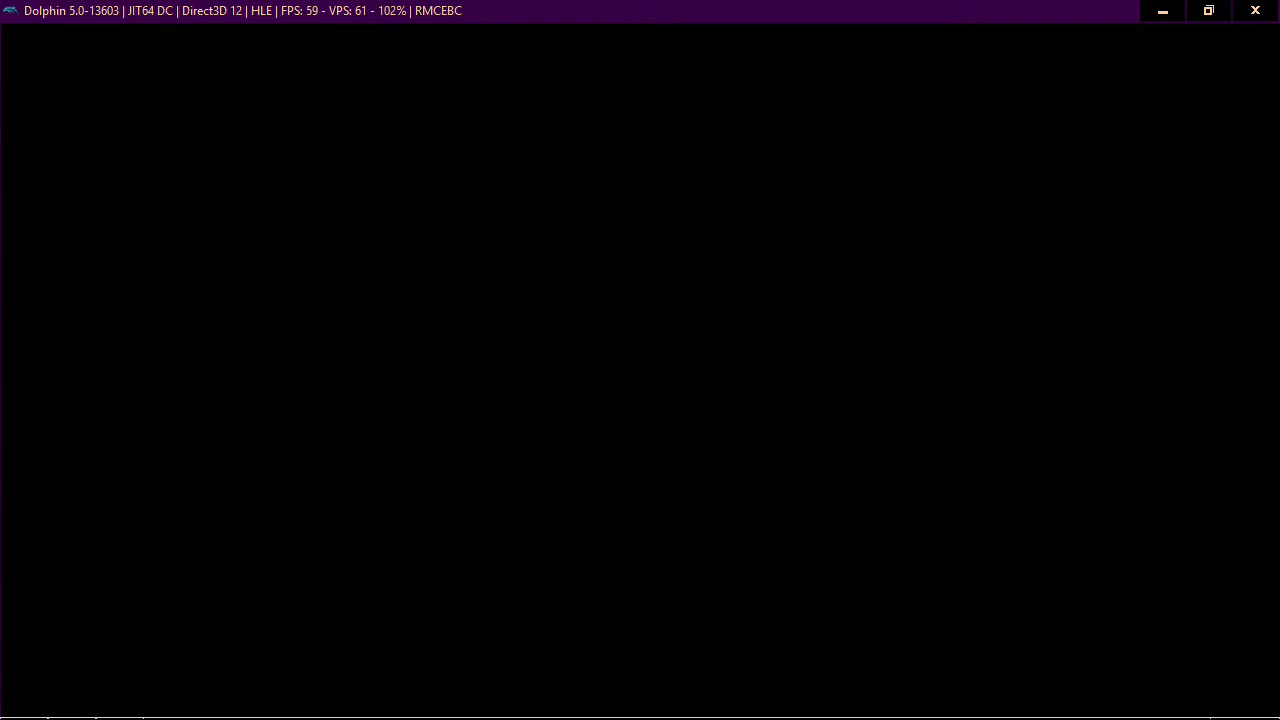 Dolphin 5.0-13603 | JIT64 DC | Direct3D 12 | HLE | FPS: 59 - VPS: 61 - 102% | RMCEBC